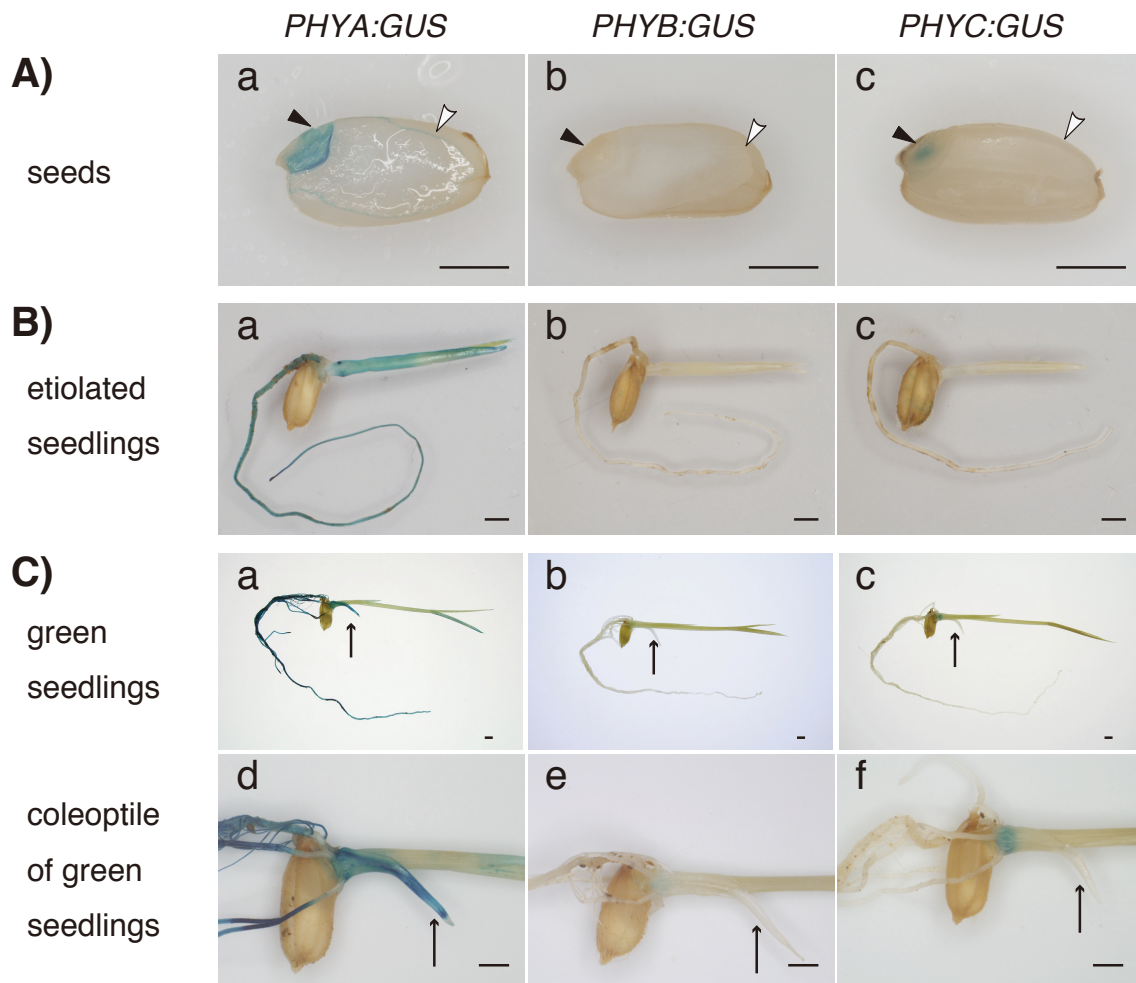 PHYA:GUS PHYB:GUS PHYC:GUS
A)
a b c
seeds
B)
a b c
etiolated
seedlings
C)
a b c
green
seedlings
d e f
coleoptile
of green
seedlings